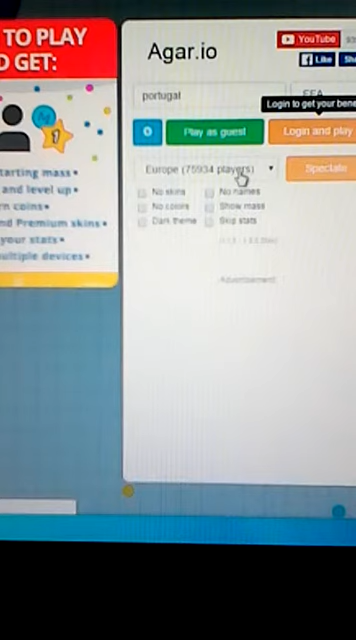 TO PLAY
D GET:
tarting mass
and level up
rn coins
nd Premium skins
your stats
ultiple devices
Agar.io
YouTube
Like
portugal
FFA
Login to get your bene
Play as guest
Login and play
Europe (75934 players)
Spectate
No skins
No names
No colors
Show mass
Dark theme
Skip stats
Advertisement